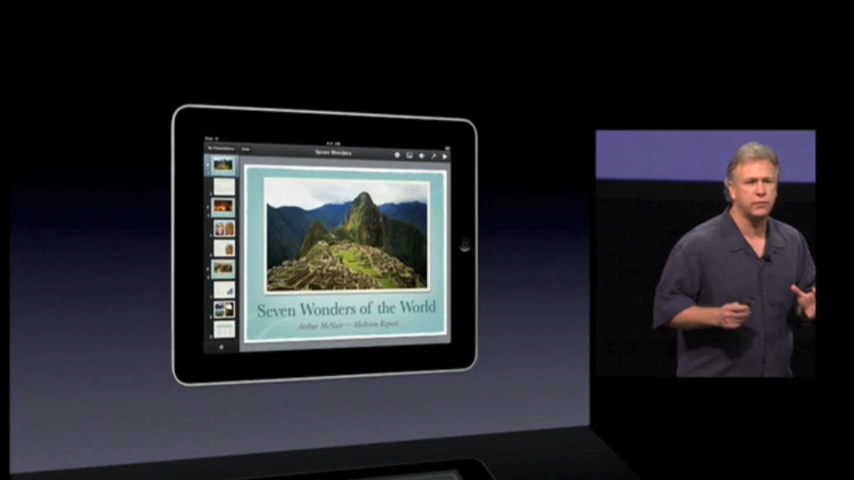 Seven Wonders
Seven Wonders of the World
Arthur McNair — Midterm Report